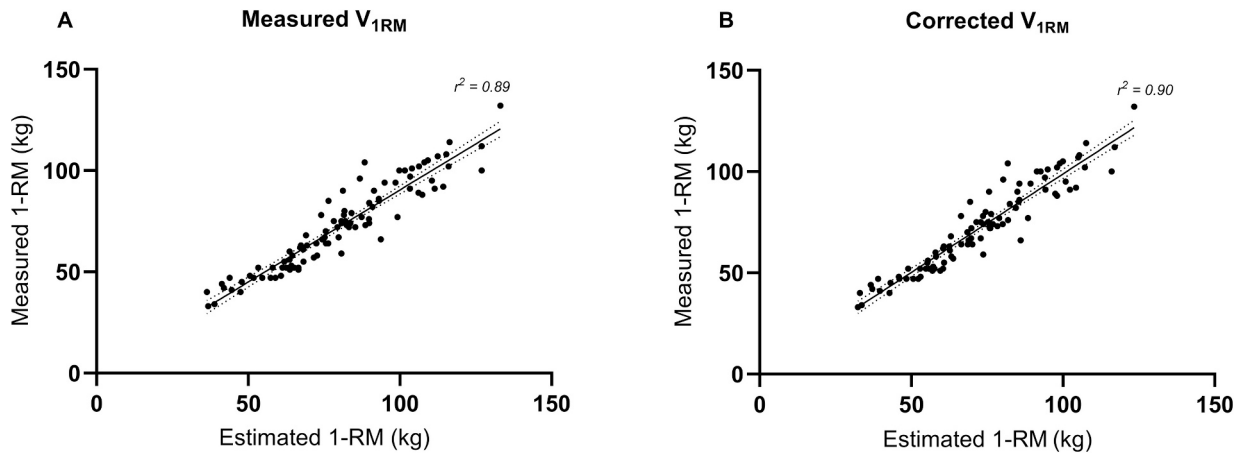 A
Measured V1RM
r2 = 0.89
150
100
50
0
Measured 1-RM (kg)
0 50 100 150
Estimated 1-RM (kg)
B
Corrected V1RM
r2 = 0.90
150
100
50
0
Measured 1-RM (kg)
0 50 100 150
Estimated 1-RM (kg)